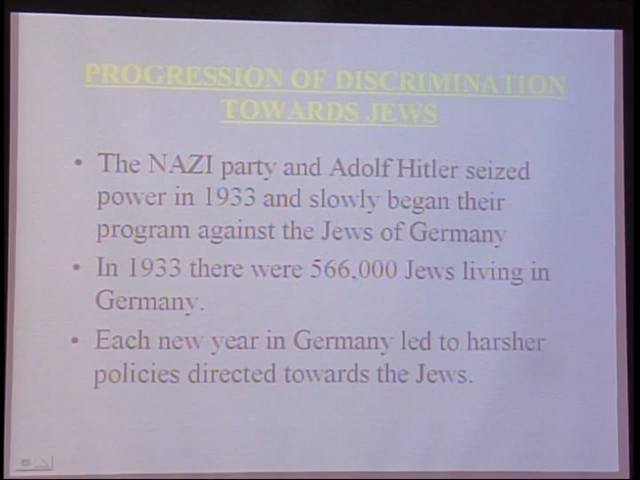 PROGRESSION OF DISCRIMINATION
TOWARDS JEWS
• The NAZI party and Adolf Hitler seized
power in 1933 and slowly began their
program against the Jews of Germany
• In 1933 there were 566,000 Jews living in
Germany.
• Each new year in Germany led to harsher
policies directed towards the Jews.